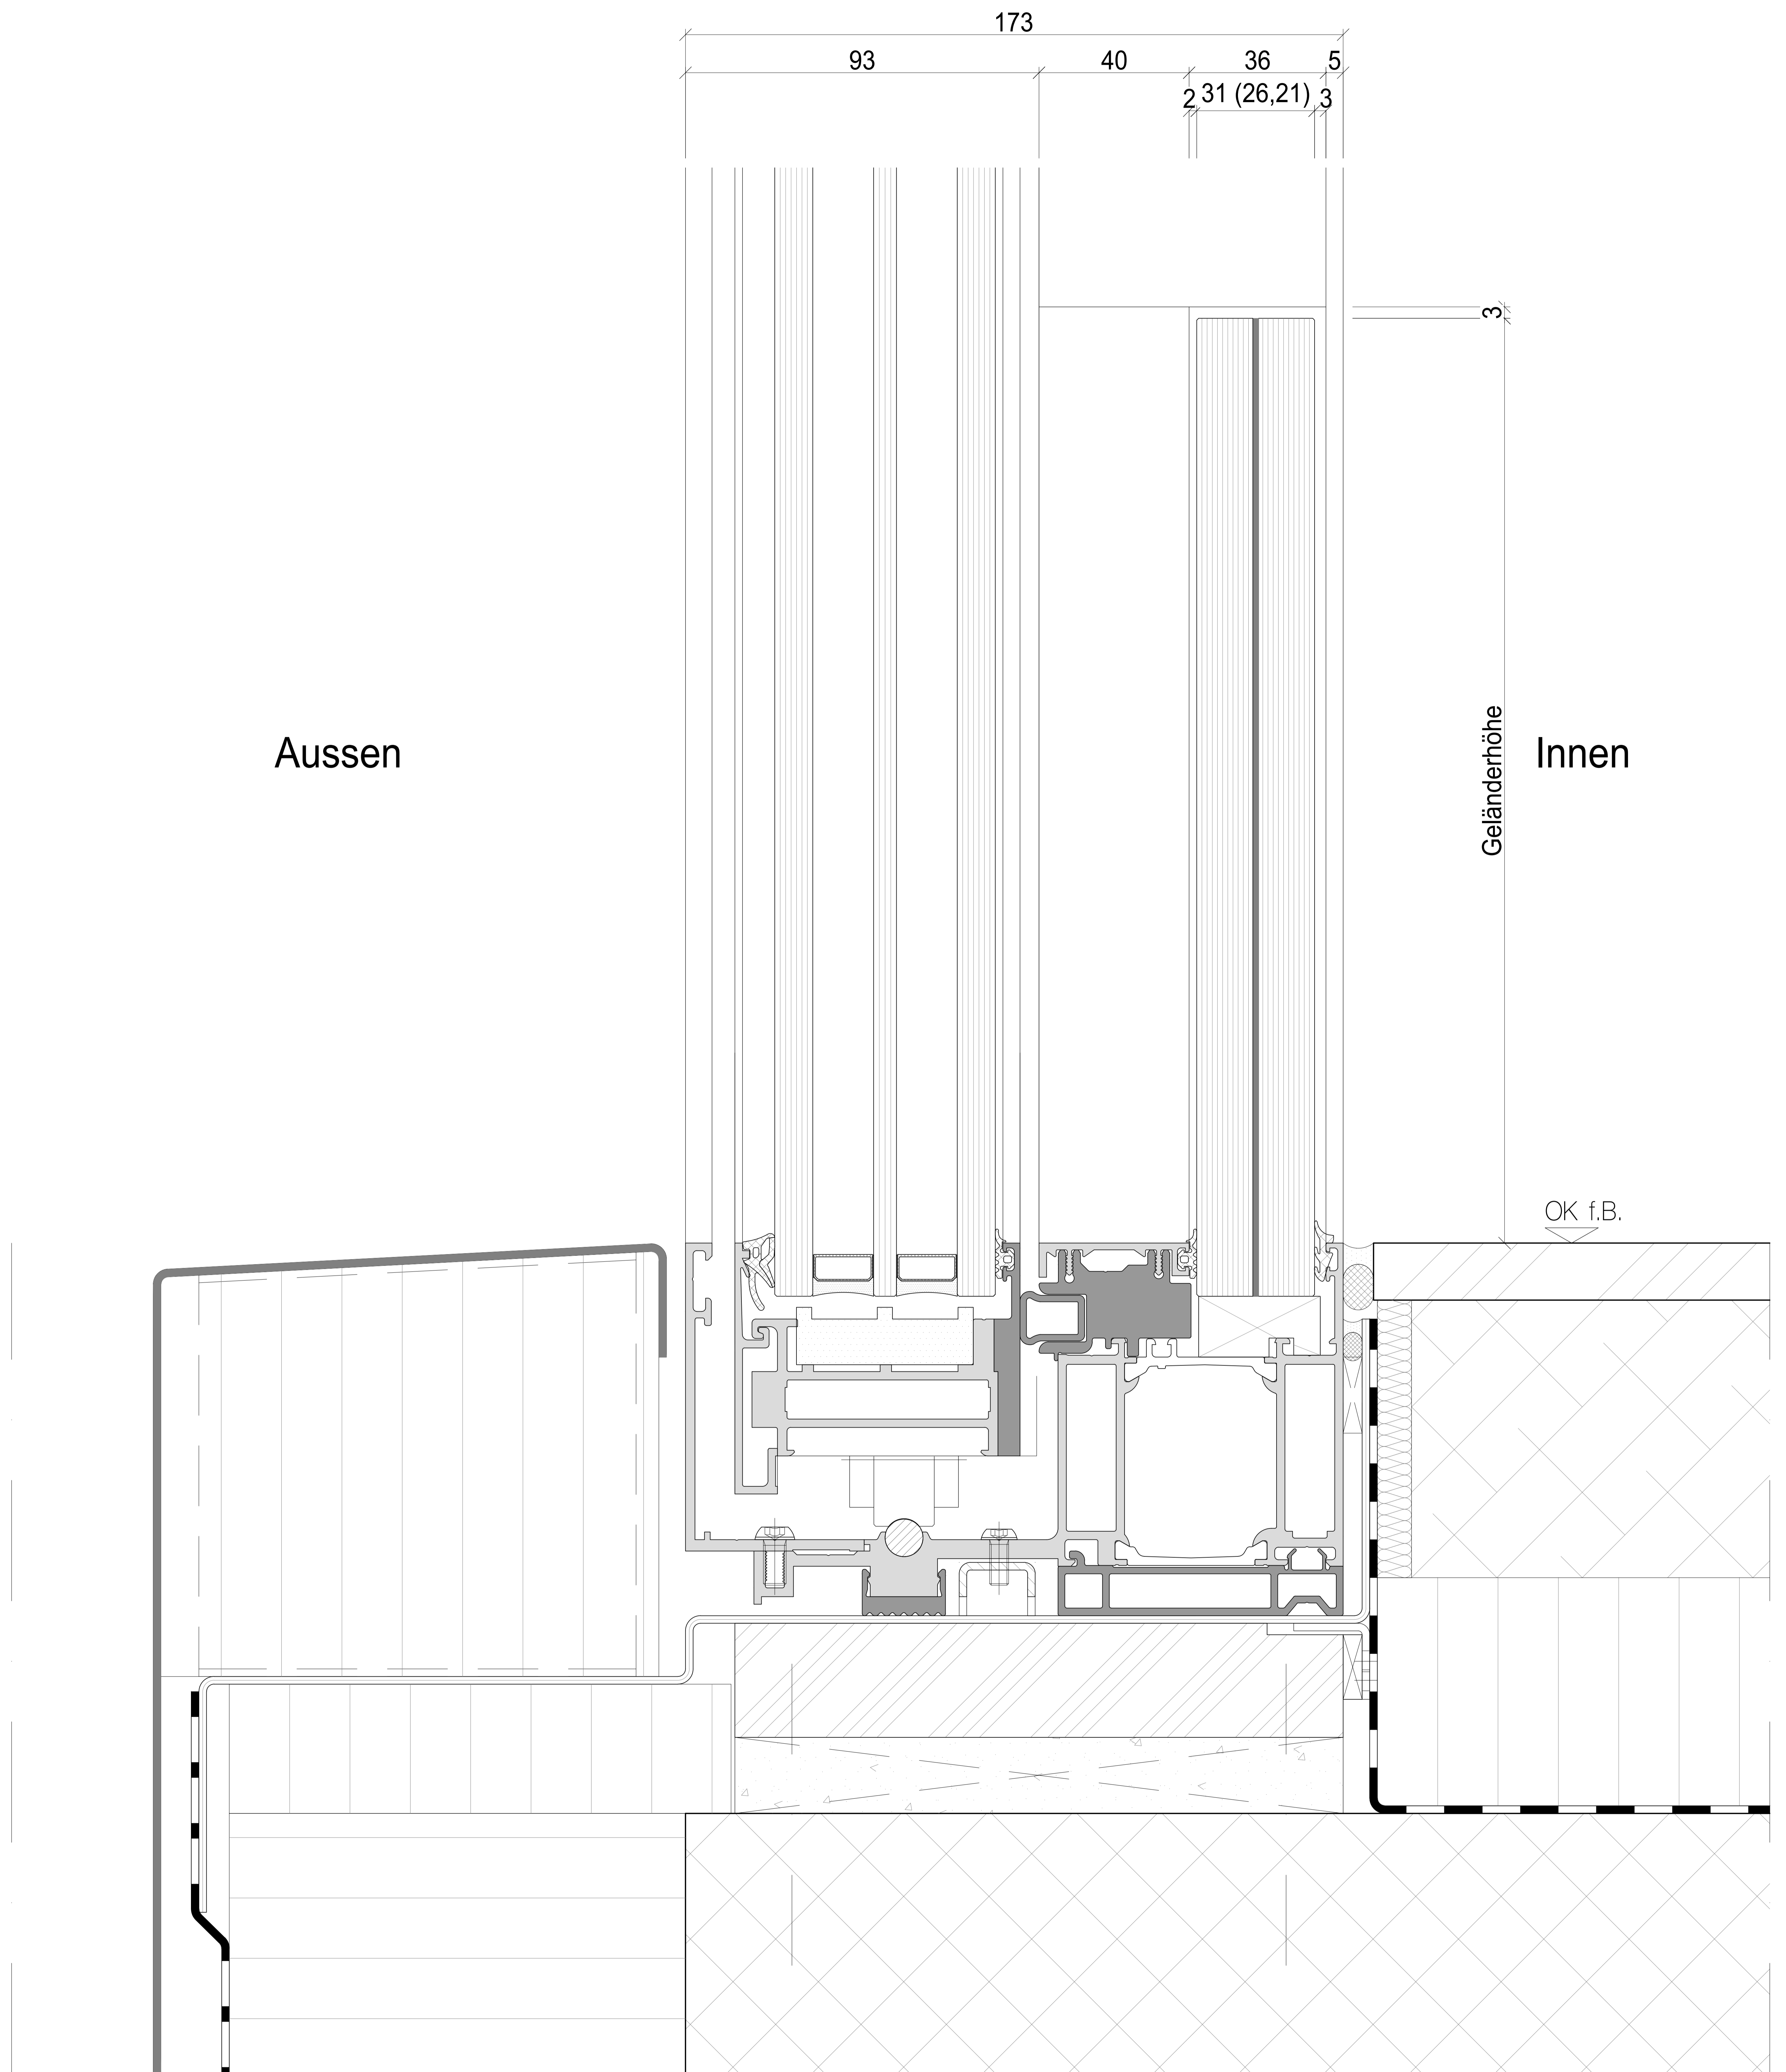 173
93 40 36 5
2 31 (26,21) 3
3
Geländerhöhe
Aussen
Innen
OK f.B.